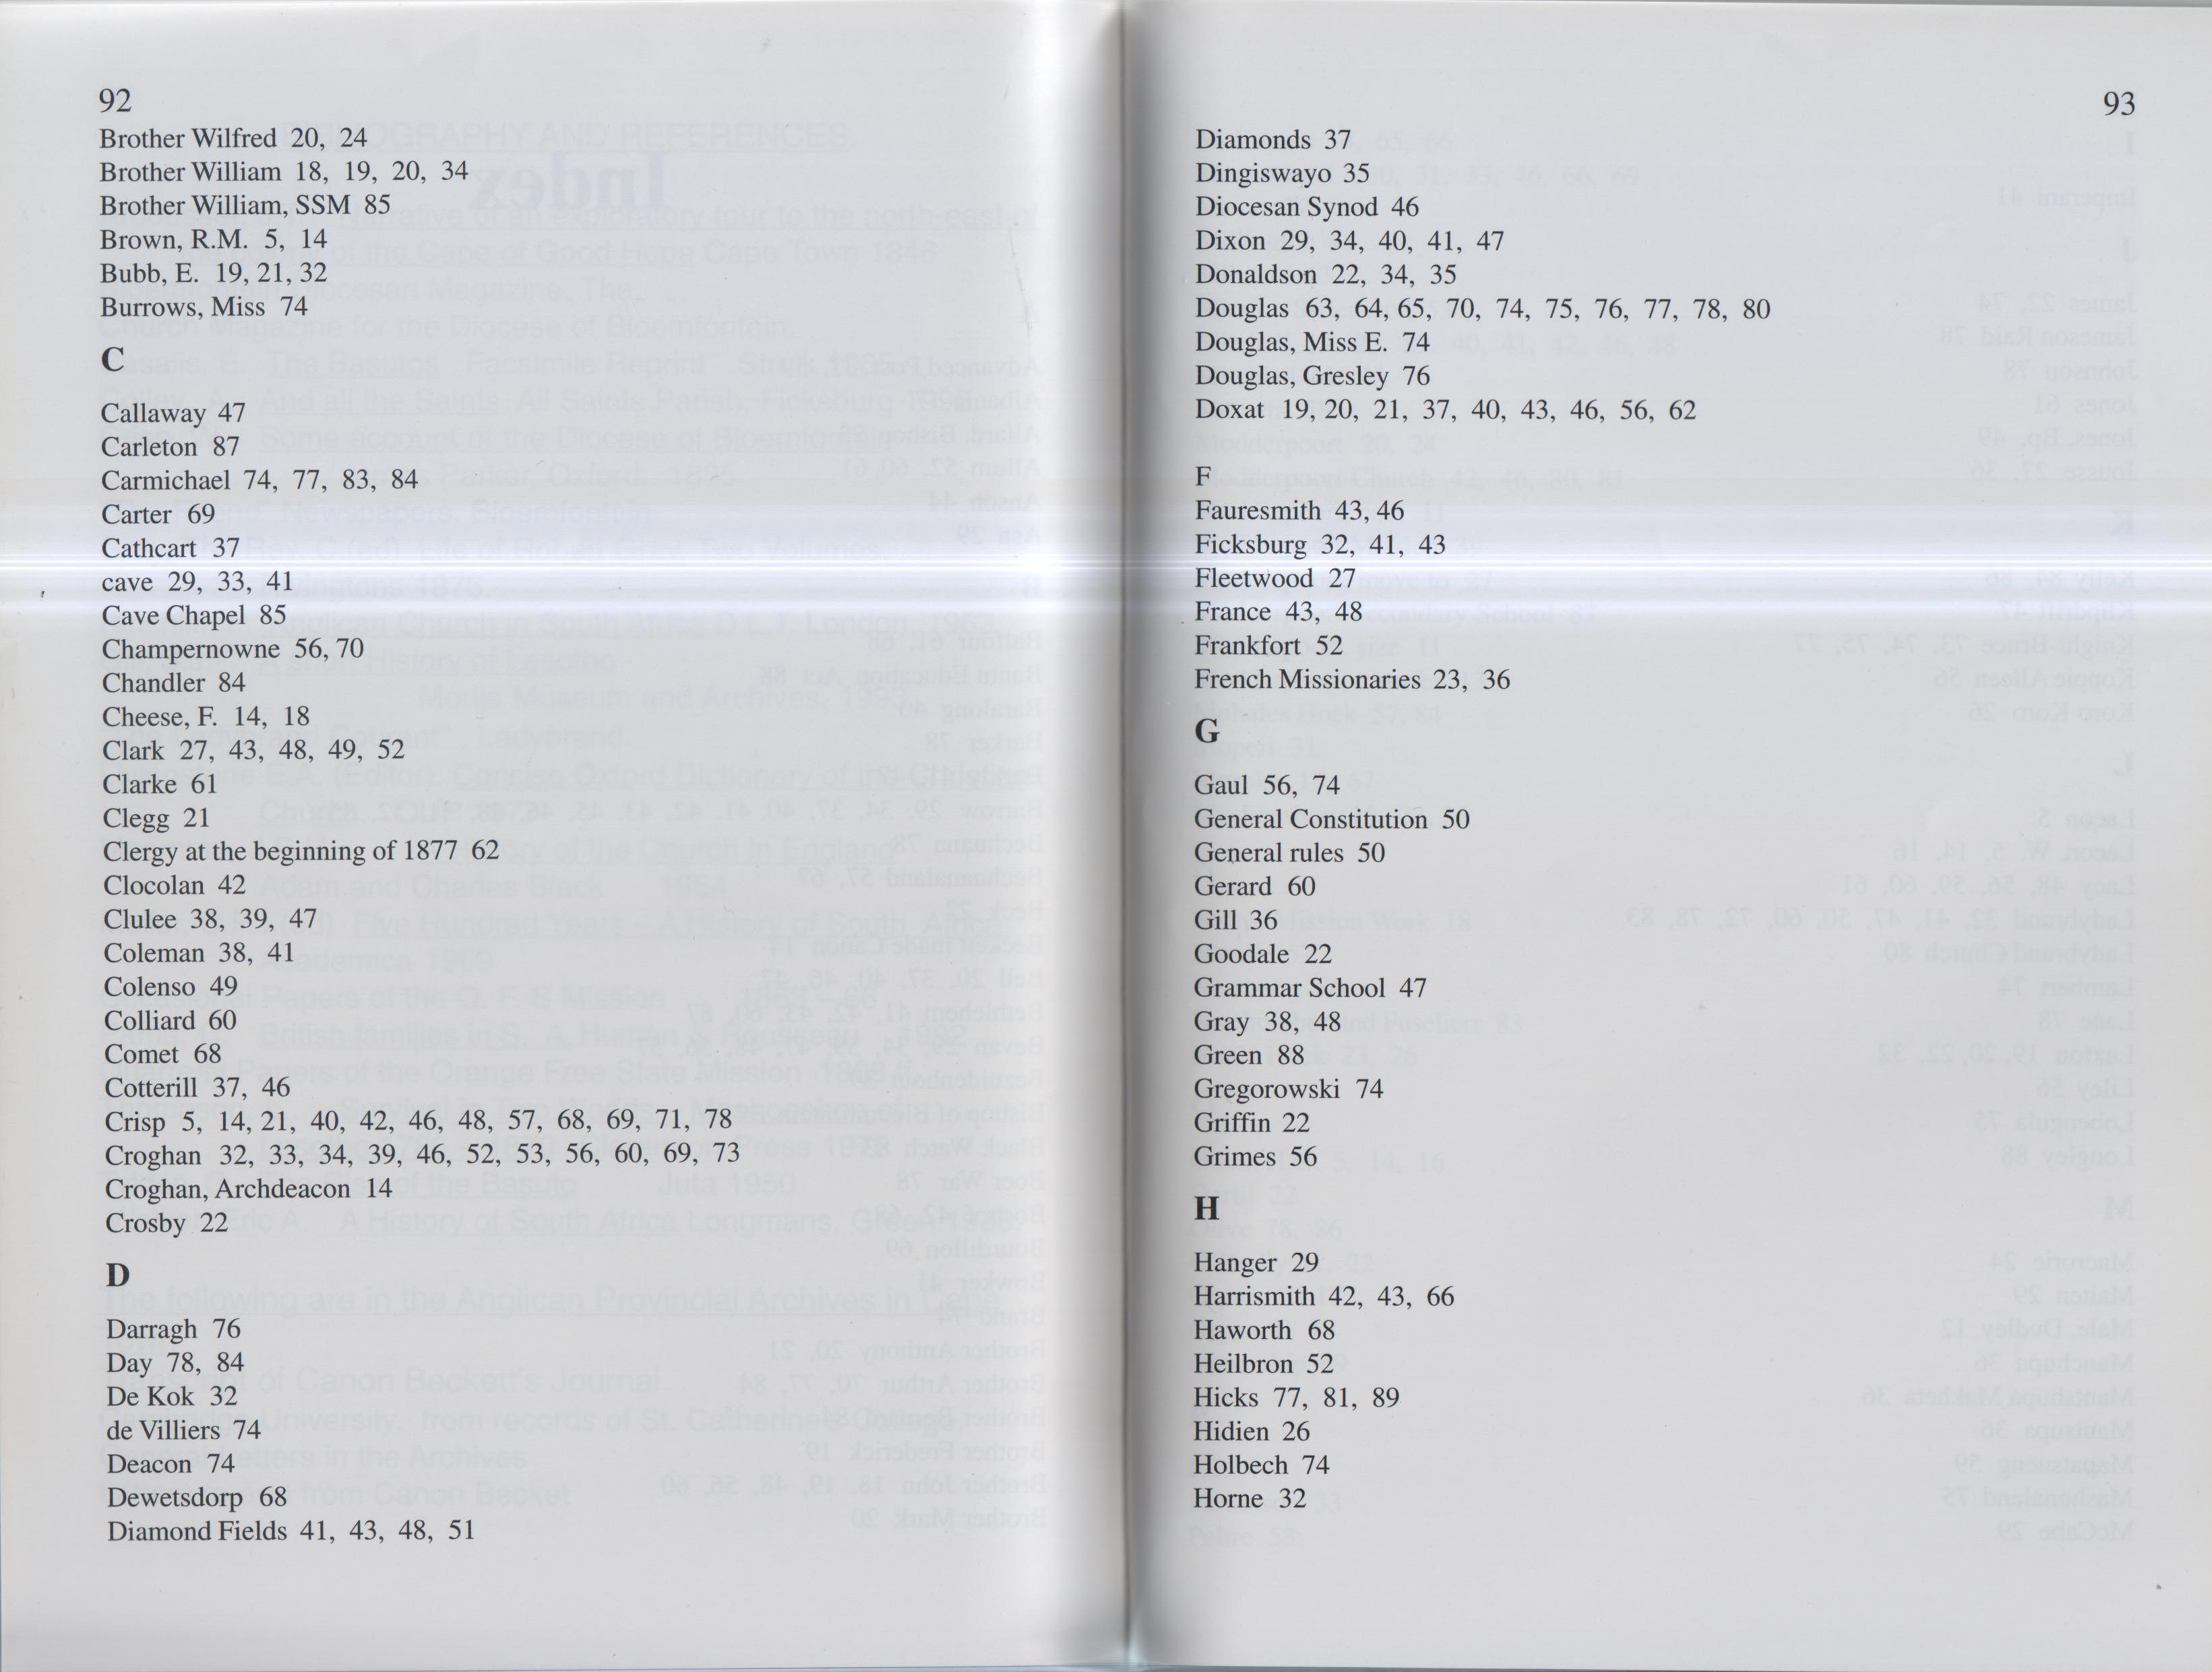 92
Brother Wilfred 20, 24
Brother William 18, 19, 20, 34
Brother William, SSM 85
Brown, R.M. 5, 14
Bubb, E. 19, 21, 32
Burrows, Miss 74
C
Callaway 47
Carleton 87
Carmichael 74, 77, 83, 84
Carter 69
Cathcart 37
cave 29, 33, 41
Cave Chapel 85
Champernowne 56, 70
Chandler 84
Cheese, F. 14, 18
Clark 27, 43, 48, 49, 52
Clarke 61
Clegg 21
Clergy at the beginning of 1877 62
Clocolan 42
Clulee 38, 39, 47
Coleman 38, 41
Colenso 49
Colliard 60
Comet 68
Cotterill 37, 46
Crisp 5, 14, 21, 40, 42, 46, 48, 57, 68, 69, 71, 78
Croghan 32, 33, 34, 39, 46, 52, 53, 56, 60, 69, 73
Croghan, Archdeacon 14
Crosby 22
D
Darragh 76
Day 78, 84
De Kok 32
de Villiers 74
Deacon 74
Dewetsdorp 68
Diamond Fields 41, 43, 48, 51
93
Diamonds 37
Dingiswayo 35
Diocesan Synod 46
Dixon 29, 34, 40, 41, 47
Donaldson 22, 34, 35
Douglas 63, 64, 65, 70, 74, 75, 76, 77, 78, 80
Douglas, Miss E. 74
Douglas, Gresley 76
Doxat 19, 20, 21, 37, 40, 43, 46, 56, 62
F
Fauresmith 43, 46
Ficksburg 32, 41, 43
Fleetwood 27
France 43, 48
Frankfort 52
French Missionaries 23, 36
G
Gaul 56, 74
General Constitution 50
General rules 50
Gerard 60
Gill 36
Goodale 22
Grammar School 47
Gray 38, 48
Green 88
Gregorowski 74
Griffin 22
Grimes 56
H
Hanger 29
Harrismith 42, 43, 66
Haworth 68
Heilbron 52
Hicks 77, 81, 89
Hidien 26
Holbech 74
Horne 32